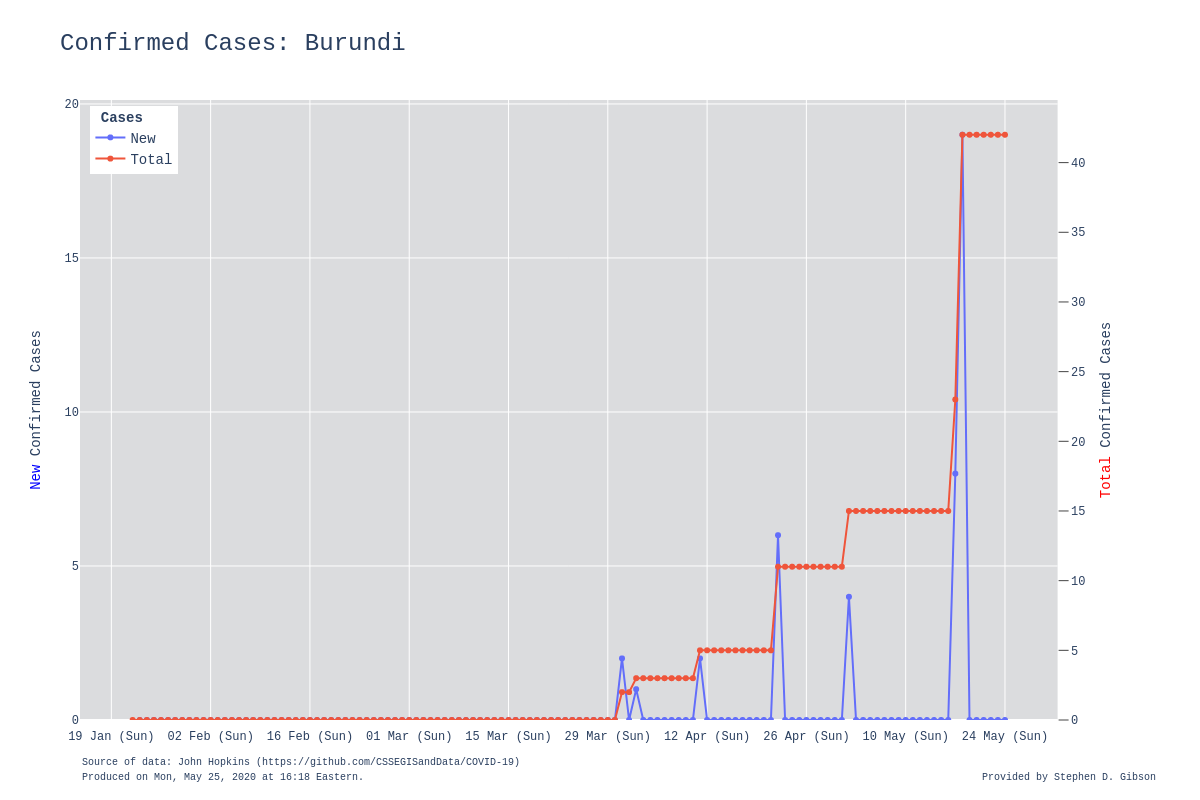 Confirmed Cases: Burundi
Cases
New
Total
20
15
10
5
0
New Confirmed Cases
40
35
30
25
20
15
10
5
0
Total Confirmed Cases
19 Jan (Sun) 02 Feb (Sun) 16 Feb (Sun) 01 Mar (Sun) 15 Mar (Sun) 29 Mar (Sun) 12 Apr (Sun) 26 Apr (Sun) 10 May (Sun) 24 May (Sun)
Source of data: John Hopkins (https://github.com/CSSEGISandData/COVID-19)
Produced on Mon, May 25, 2020 at 16:18 Eastern.
Provided by Stephen D. Gibson